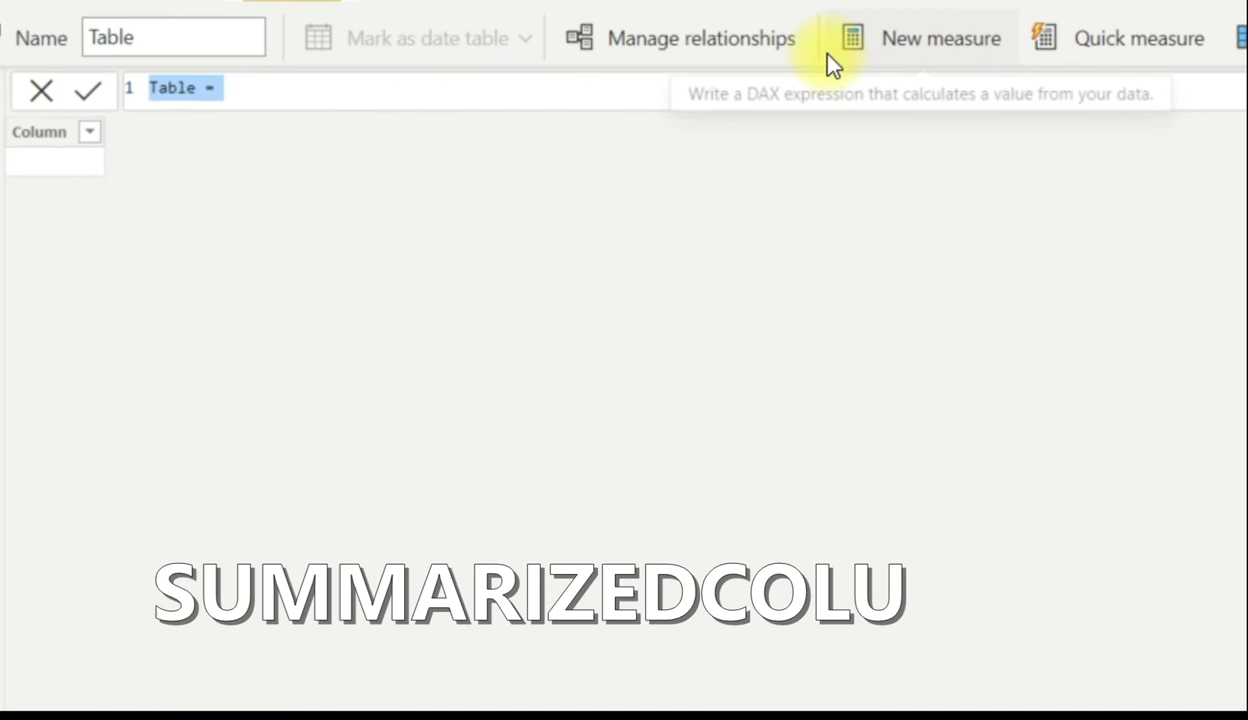 Name Table Mark as date table Manage relationships New measure Quick measure
1 Table =
Write a DAX expression that calculates a value from your data.
Column
SUMMARIZEDCOLU